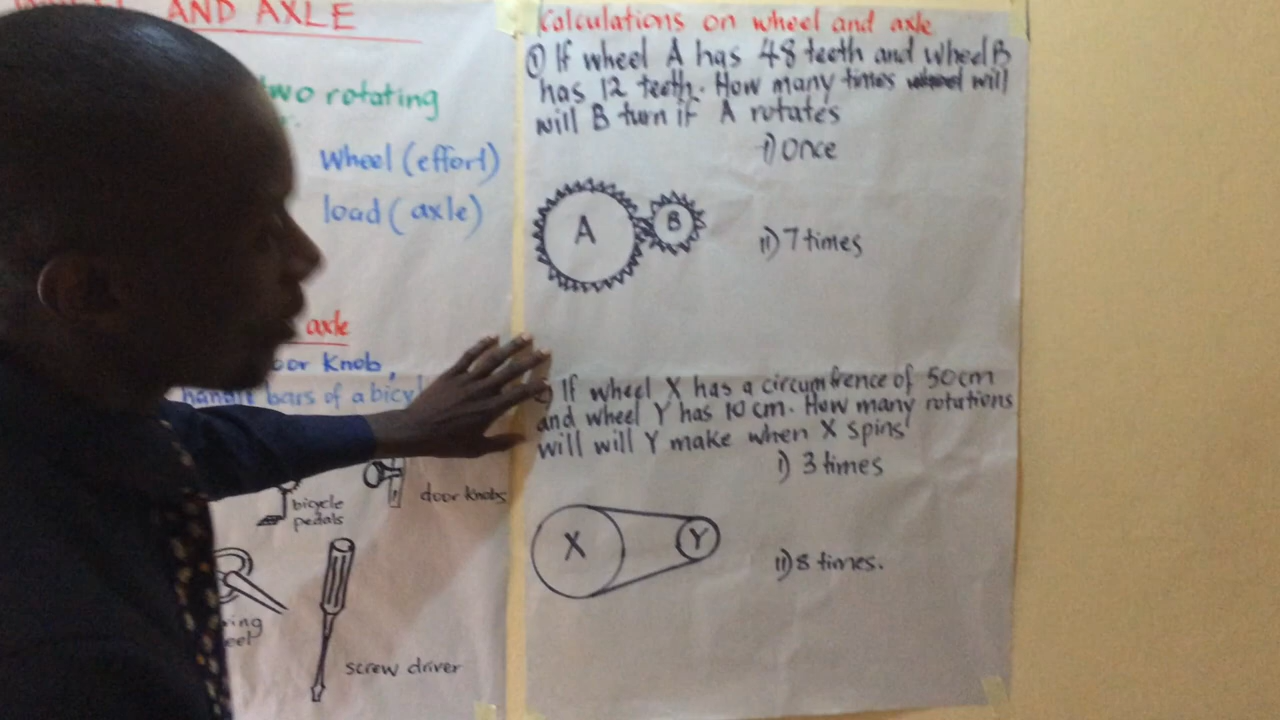 AND AXLE
two rotating
Wheel (effort)
load (axle)
axle
Knob,
handle bars of a
bicycle
pedals
door knobs
screw driver
Calculations on wheel and axle
① If wheel A has 48 teeth and wheel B
has 12 teeth. How many times will
will B turn if A rotates
i) Once
A
B
ii) 7 times
If wheel X has a circumfrence of 50cm
and wheel Y has 10 cm. How many rotations
will will Y make when X spins
i) 3 times
X
Y
ii) 8 times.